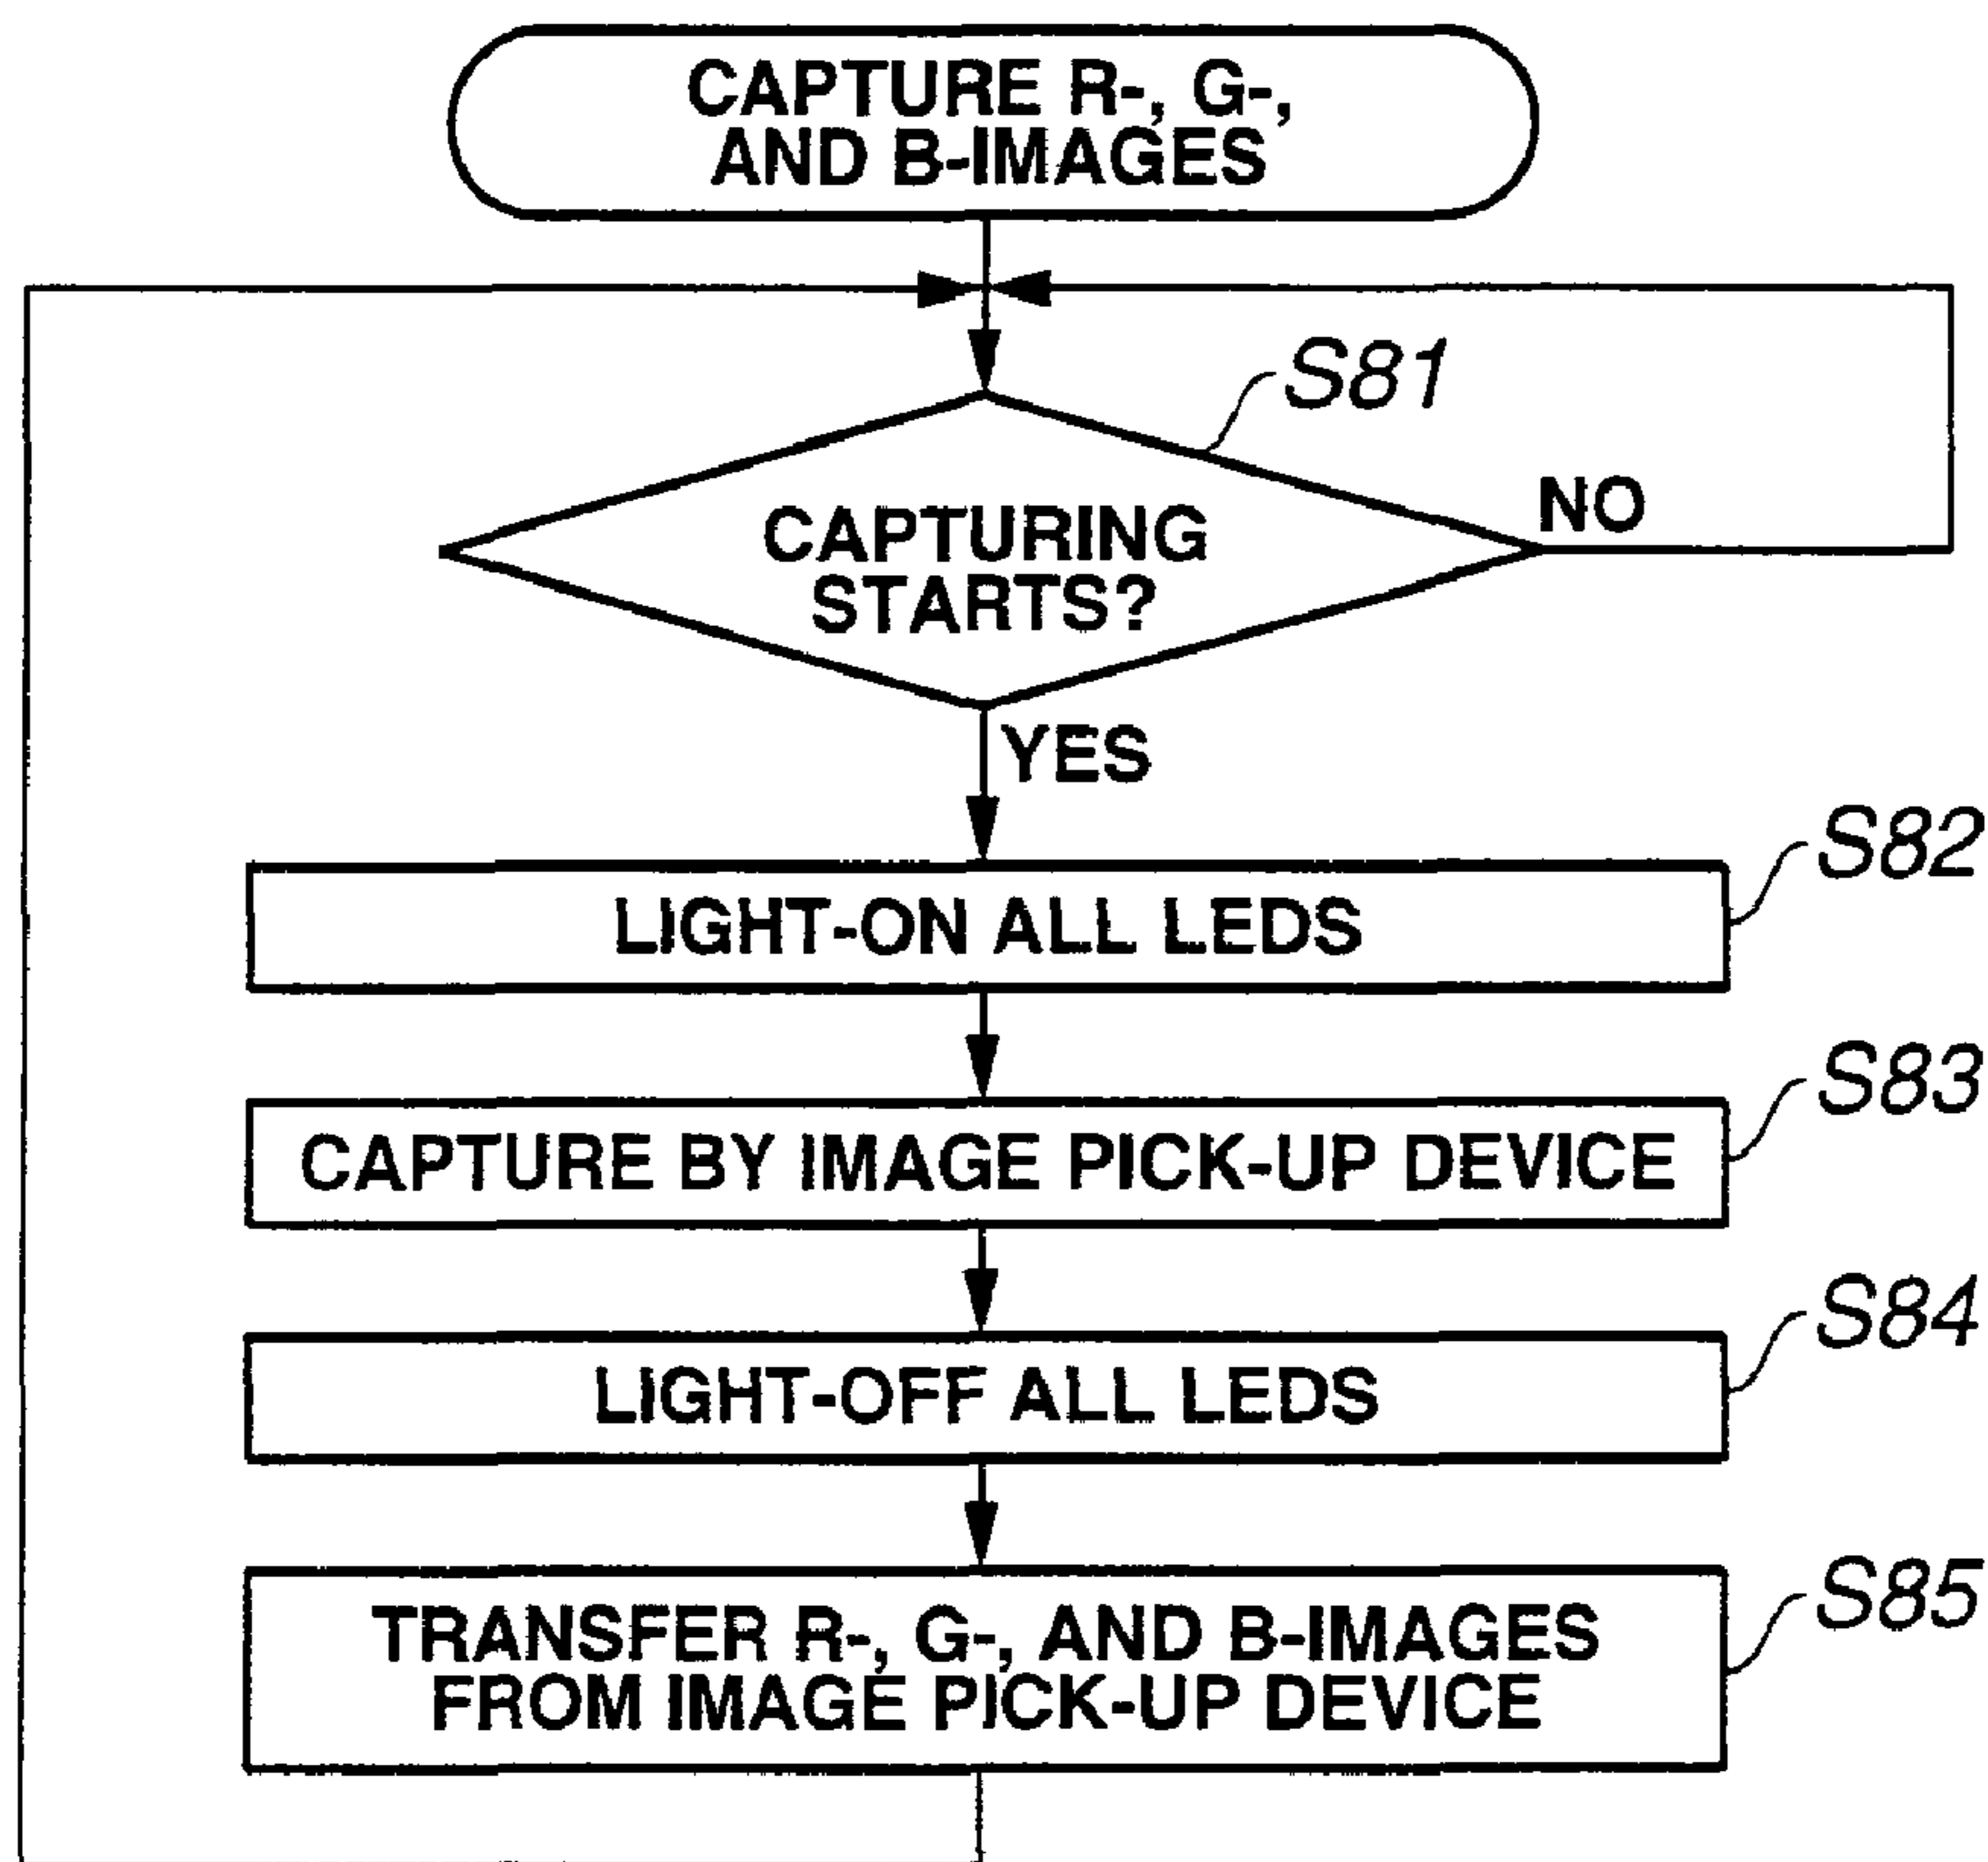 CAPTURE R-, G-,
AND B-IMAGES
S81
CAPTURING
STARTS?
NO
YES
S82
LIGHT-ON ALL LEDS
S83
CAPTURE BY IMAGE PICK-UP DEVICE
S84
LIGHT-OFF ALL LEDS
S85
TRANSFER R-, G-, AND B-IMAGES
FROM IMAGE PICK-UP DEVICE